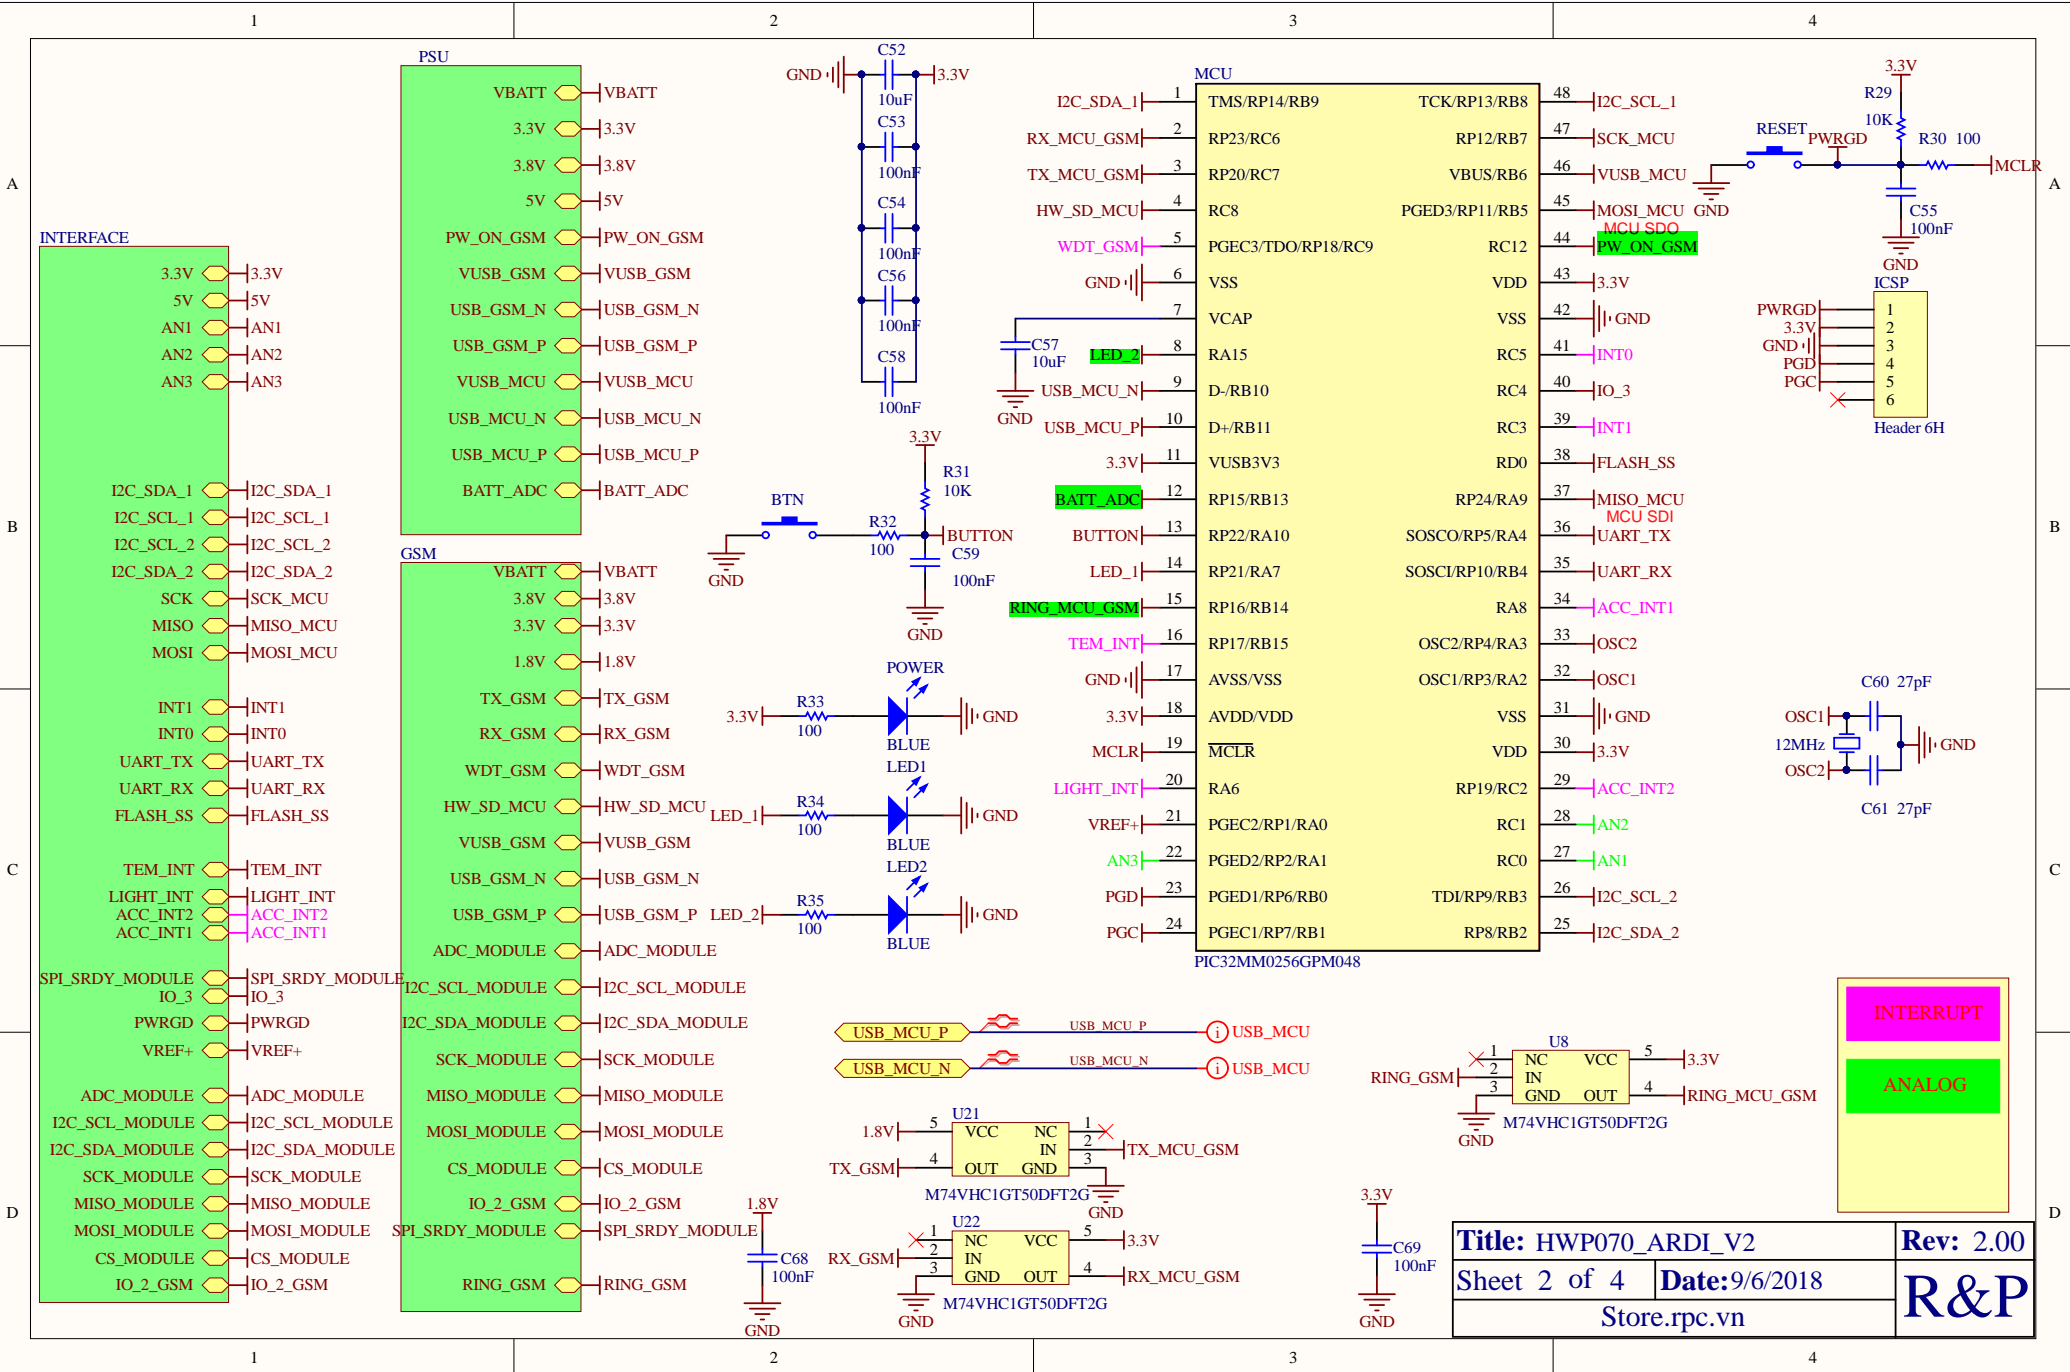 1 2 3 4
A B C D
PSU
VBATT VBATT
3.3V 3.3V
3.8V 3.8V
5V 5V
PW_ON_GSM PW_ON_GSM
VUSB_GSM VUSB_GSM
USB_GSM_N USB_GSM_N
USB_GSM_P USB_GSM_P
VUSB_MCU VUSB_MCU
USB_MCU_N USB_MCU_N
USB_MCU_P USB_MCU_P
BATT_ADC BATT_ADC
INTERFACE
3.3V 3.3V
5V 5V
AN1 AN1
AN2 AN2
AN3 AN3
I2C_SDA_1 I2C_SDA_1
I2C_SCL_1 I2C_SCL_1
I2C_SCL_2 I2C_SCL_2
I2C_SDA_2 I2C_SDA_2
SCK SCK_MCU
MISO MISO_MCU
MOSI MOSI_MCU
INT1 INT1
INT0 INT0
UART_TX UART_TX
UART_RX UART_RX
FLASH_SS FLASH_SS
TEM_INT TEM_INT
LIGHT_INT LIGHT_INT
ACC_INT2 ACC_INT2
ACC_INT1 ACC_INT1
SPI_SRDY_MODULE SPI_SRDY_MODULE
IO_3 IO_3
PWRGD PWRGD
VREF+ VREF+
ADC_MODULE ADC_MODULE
I2C_SCL_MODULE I2C_SCL_MODULE
I2C_SDA_MODULE I2C_SDA_MODULE
SCK_MODULE SCK_MODULE
MISO_MODULE MISO_MODULE
MOSI_MODULE MOSI_MODULE
CS_MODULE CS_MODULE
IO_2_GSM IO_2_GSM
GSM
VBATT VBATT
3.8V 3.8V
3.3V 3.3V
1.8V 1.8V
TX_GSM TX_GSM
RX_GSM RX_GSM
WDT_GSM WDT_GSM
HW_SD_MCU HW_SD_MCU
VUSB_GSM VUSB_GSM
USB_GSM_N USB_GSM_N
USB_GSM_P USB_GSM_P
ADC_MODULE ADC_MODULE
I2C_SCL_MODULE I2C_SCL_MODULE
I2C_SDA_MODULE I2C_SDA_MODULE
SCK_MODULE SCK_MODULE
MISO_MODULE MISO_MODULE
MOSI_MODULE MOSI_MODULE
CS_MODULE CS_MODULE
IO_2_GSM IO_2_GSM
SPI_SRDY_MODULE SPI_SRDY_MODULE
RING_GSM RING_GSM
C52
GND 3.3V
10uF
C53
100nF
C54
100nF
C56
100nF
C58
100nF
3.3V
R31
10K
BTN
R32
100
BUTTON
C59
100nF
GND
GND
POWER
3.3V R33 GND
100 BLUE
LED1
LED_1 R34 GND
100 BLUE
LED2
LED_2 R35 GND
100 BLUE
MCU
I2C_SDA_1 1 TMS/RP14/RB9 TCK/RP13/RB8 48 I2C_SCL_1
RX_MCU_GSM 2 RP23/RC6 RP12/RB7 47 SCK_MCU
TX_MCU_GSM 3 RP20/RC7 VBUS/RB6 46 VUSB_MCU
HW_SD_MCU 4 RC8 PGED3/RP11/RB5 45 MOSI_MCU
MCU SDO
WDT_GSM 5 PGEC3/TDO/RP18/RC9 RC12 44 PW_ON_GSM
GND 6 VSS VDD 43 3.3V
7 VCAP VSS 42 GND
C57
10uF
GND
LED_2 8 RA15 RC5 41 INT0
USB_MCU_N 9 D-/RB10 RC4 40 IO_3
USB_MCU_P 10 D+/RB11 RC3 39 INT1
3.3V 11 VUSB3V3 RD0 38 FLASH_SS
BATT_ADC 12 RP15/RB13 RP24/RA9 37 MISO_MCU
MCU SDI
BUTTON 13 RP22/RA10 SOSCO/RP5/RA4 36 UART_TX
LED_1 14 RP21/RA7 SOSCI/RP10/RB4 35 UART_RX
RING_MCU_GSM 15 RP16/RB14 RA8 34 ACC_INT1
TEM_INT 16 RP17/RB15 OSC2/RP4/RA3 33 OSC2
GND 17 AVSS/VSS OSC1/RP3/RA2 32 OSC1
3.3V 18 AVDD/VDD VSS 31 GND
MCLR 19 MCLR VDD 30 3.3V
LIGHT_INT 20 RA6 RP19/RC2 29 ACC_INT2
VREF+ 21 PGEC2/RP1/RA0 RC1 28 AN2
AN3 22 PGED2/RP2/RA1 RC0 27 AN1
PGD 23 PGED1/RP6/RB0 TDI/RP9/RB3 26 I2C_SCL_2
PGC 24 PGEC1/RP7/RB1 RP8/RB2 25 I2C_SDA_2
PIC32MM0256GPM048
3.3V
R29
10K
RESET PWRGD R30 100
MCLR
GND
C55
100nF
GND
ICSP
PWRGD 1
3.3V 2
GND 3
PGD 4
PGC 5
6
Header 6H
C60 27pF
OSC1
12MHz GND
OSC2
C61 27pF
USB_MCU_P USB_MCU_P i USB_MCU
USB_MCU_N USB_MCU_N i USB_MCU
U21
1.8V 5 VCC NC 1
IN 2 TX_MCU_GSM
TX_GSM 4 OUT GND 3
M74VHC1GT50DFT2G
GND
U22
1 NC VCC 5 3.3V
RX_GSM 2 IN
3 GND OUT 4 RX_MCU_GSM
M74VHC1GT50DFT2G
GND
1.8V
C68
100nF
GND
U8
1 NC VCC 5 3.3V
RING_GSM 2 IN
3 GND OUT 4 RING_MCU_GSM
M74VHC1GT50DFT2G
GND
3.3V
C69
100nF
GND
INTERRUPT
ANALOG
Title: HWP070_ARDI_V2 Rev: 2.00
Sheet 2 of 4 Date:9/6/2018
R&P
Store.rpc.vn
A B C D
1 2 3 4